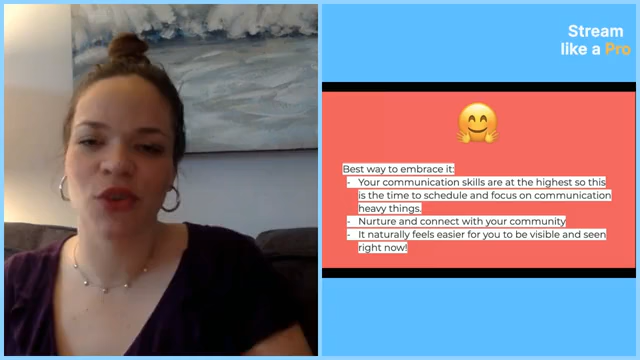 Stream
like a Pro
Best way to embrace it:
- Your communication skills are at the highest so this
is the time to schedule and focus on communication
heavy things.
- Nurture and connect with your community
- It naturally feels easier for you to be visible and seen
right now!